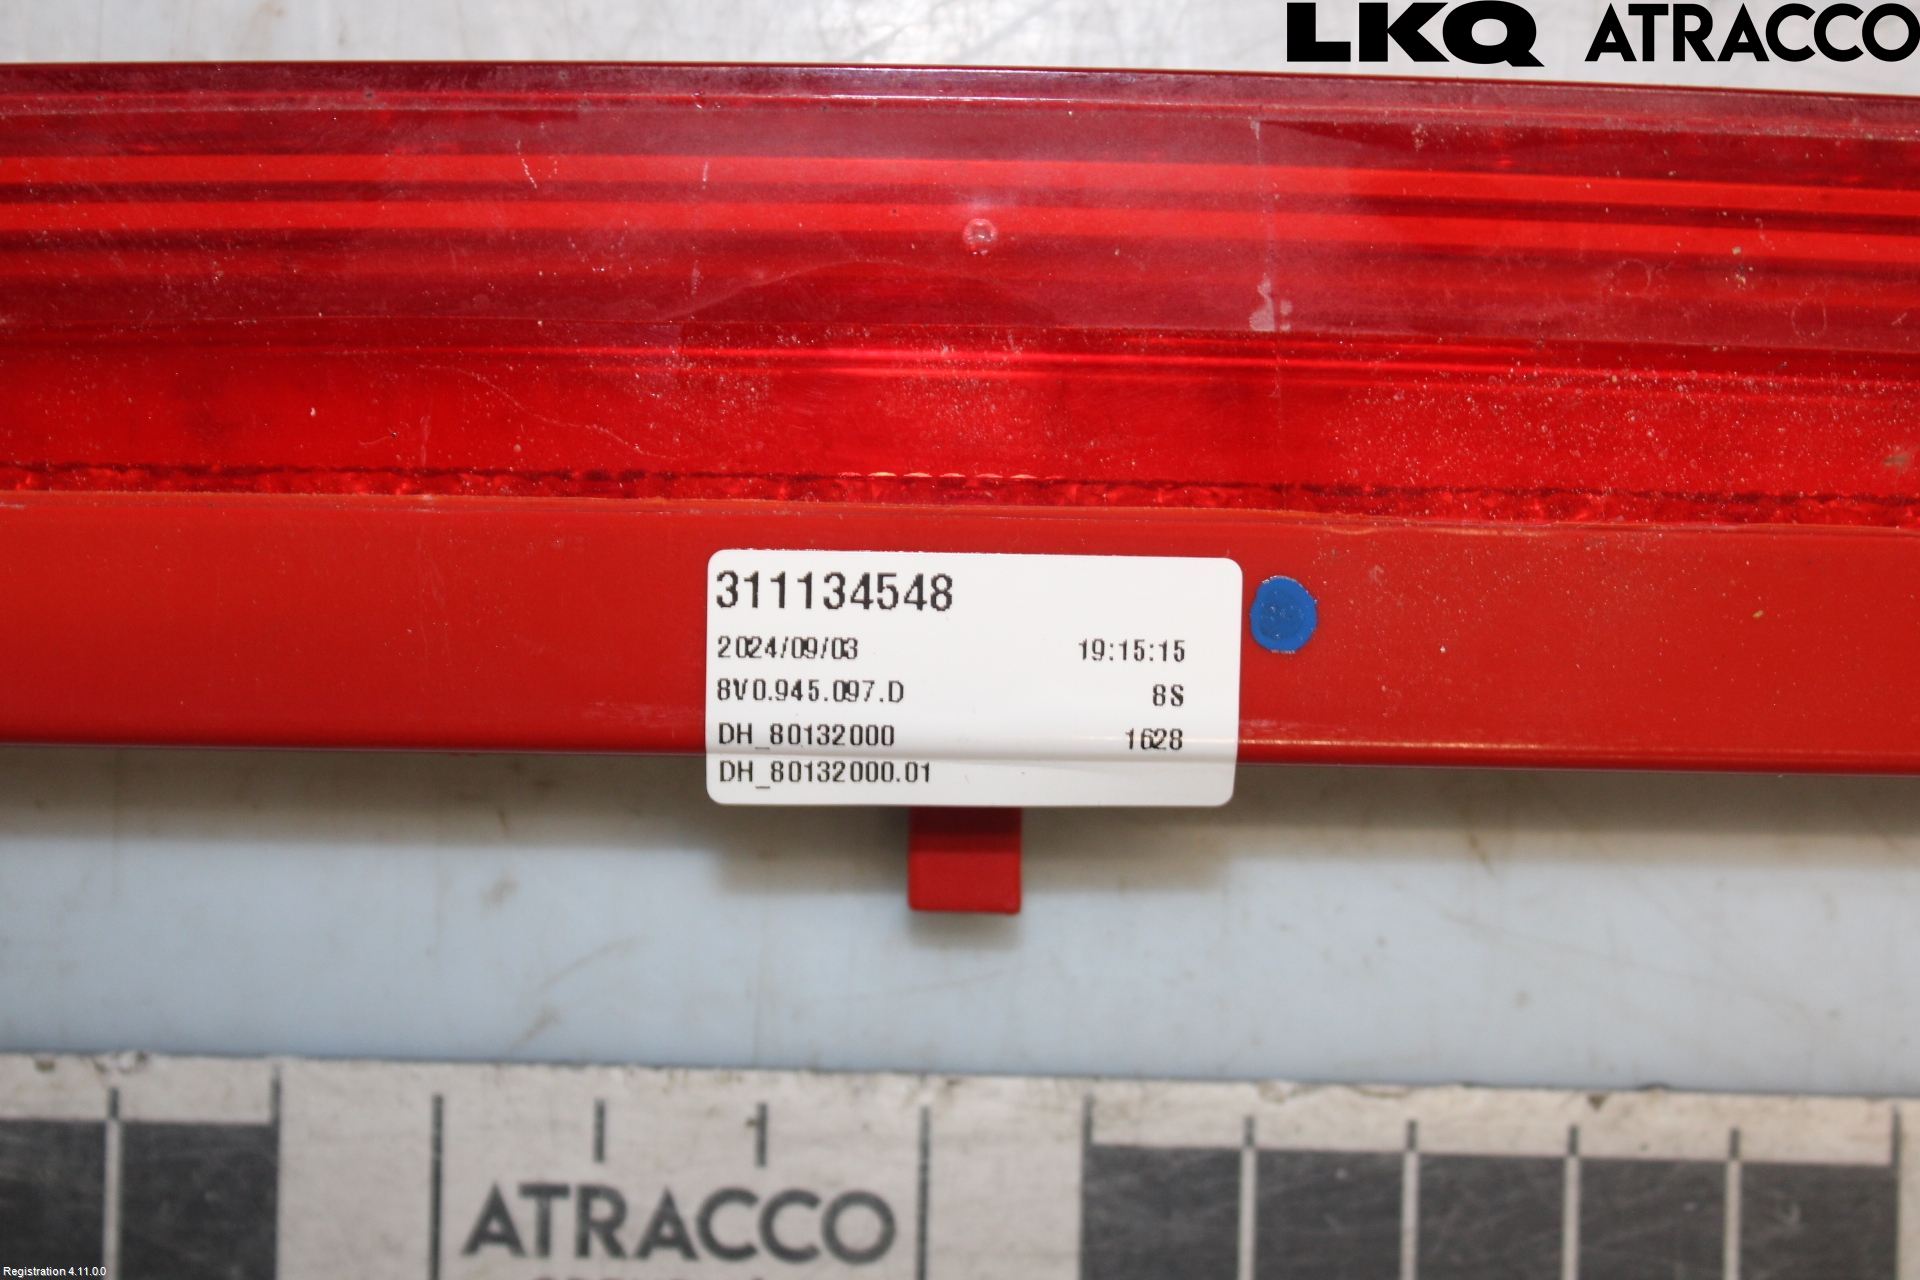 LKQ ATRACCO
311134548
2024/09/03 19:15:15
8V0.945.097.D 8S
DH_80132000 1628
DH_80132000.01
ATRACCO
Registration 4.11.0.0